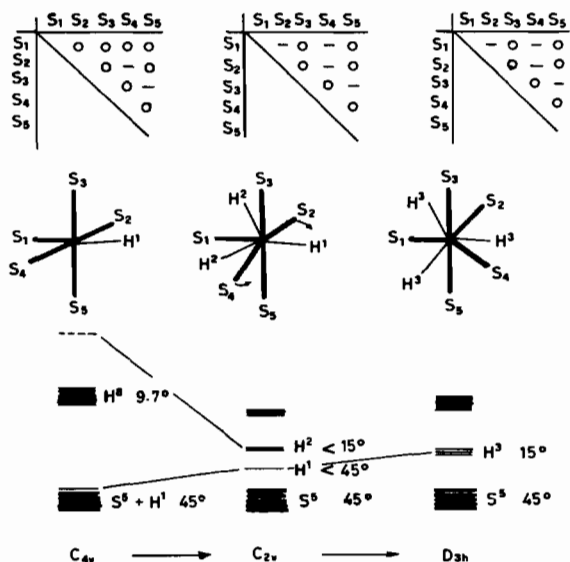 S₁ S₂ S₃ S₄ S₅ S₁ S₂ S₃ S₄ S₅ S₁ S₂ S₃ S₄ S₅
S₁ O O O O S₁ – O – O S₁ – O – O
S₂ O – O S₂ O – O S₂ O – O
S₃ O – S₃ O – S₃ O –
S₄ O S₄ O S₄ O
S₅ S₅ S₅
S₃ S₂ S₁ H¹ S₄ S₅
S₃ H² S₂ S₁ H¹ H² S₄ S₅
S₃ H³ S₂ S₁ H³ H³ S₄ S₅
H⁸ 9.7°
H² < 15°
H¹ < 45°
H³ 15°
S⁵ + H¹ 45° S⁵ 45° S⁵ 45°
C₄ᵥ → C₂ᵥ → D₃ₕ